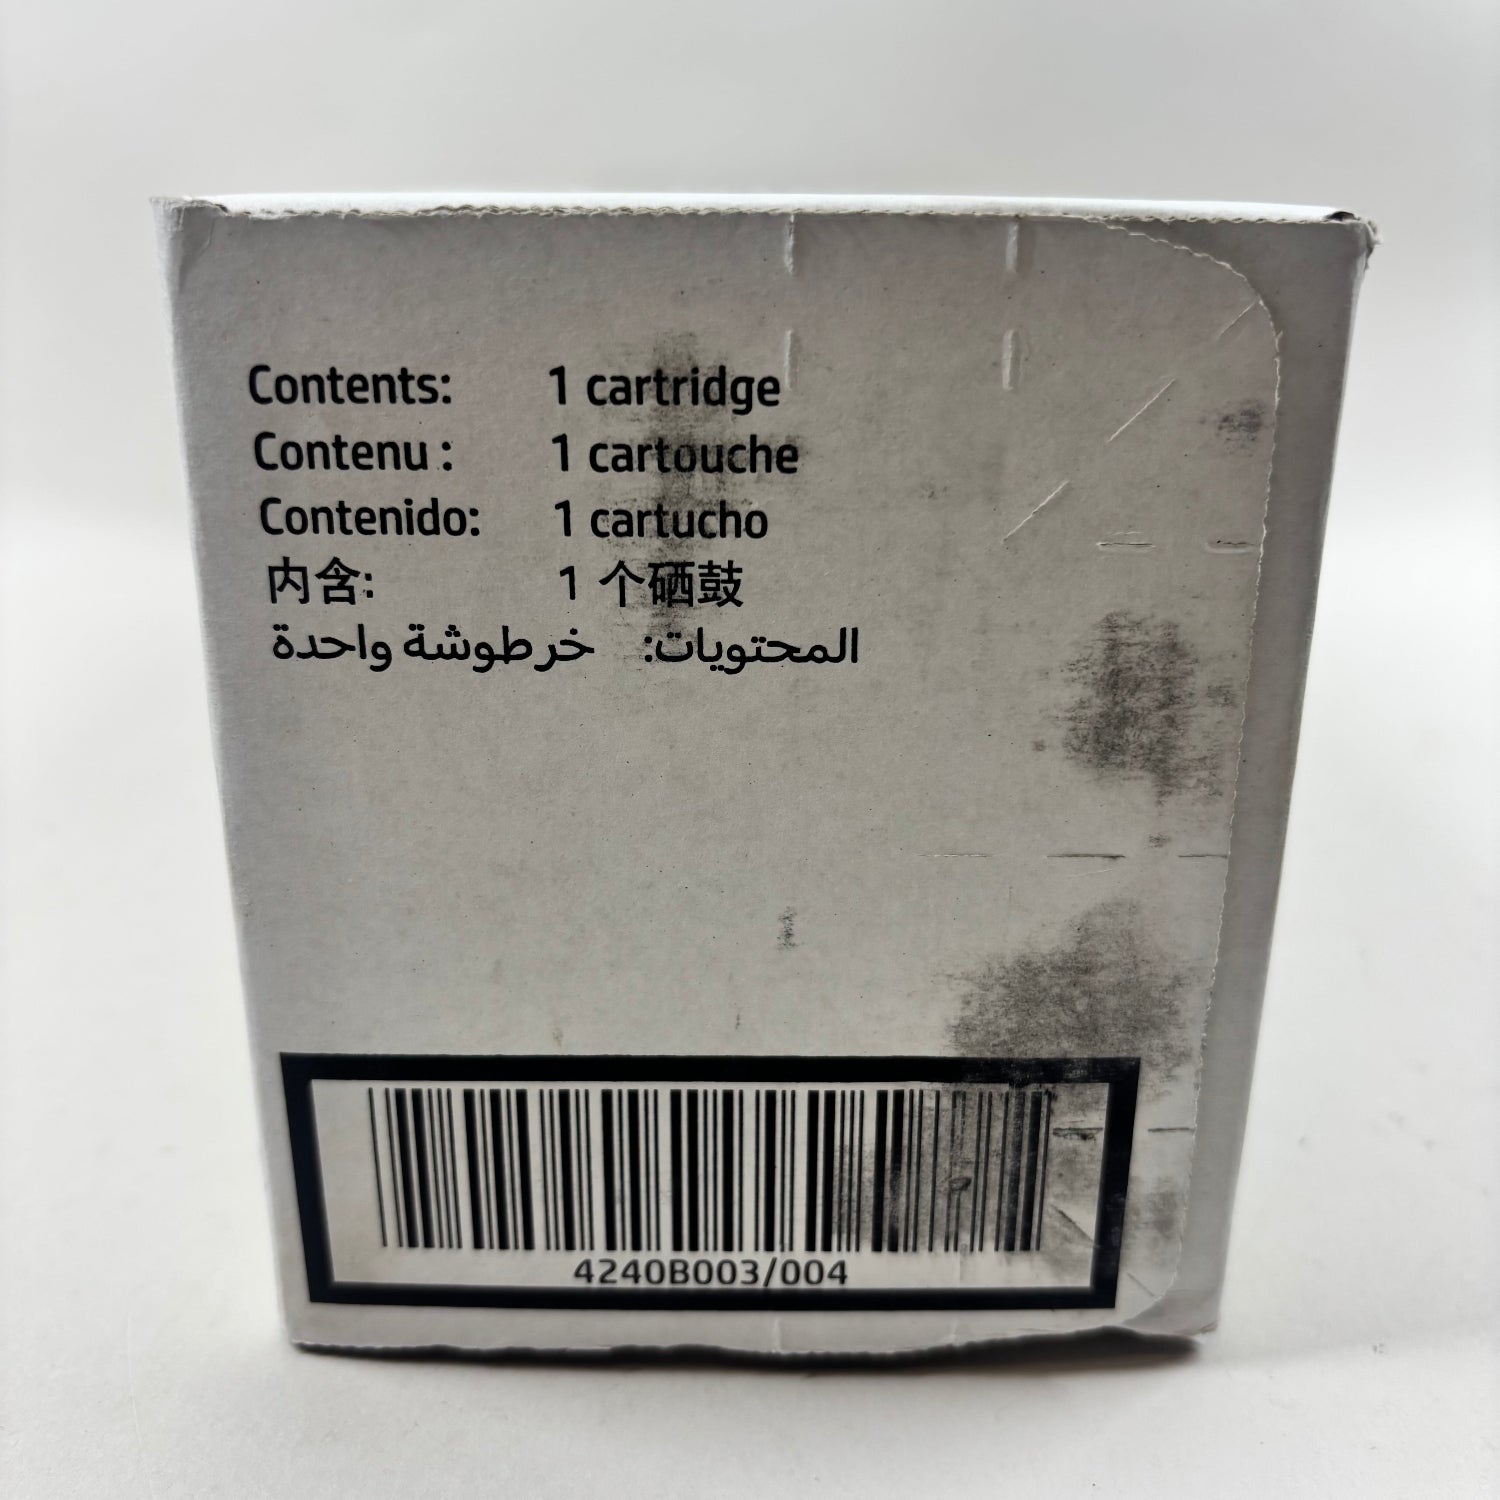 Contents: 1 cartridge
Contenu : 1 cartouche
Contenido: 1 cartucho
内含: 1 个硒鼓
المحتويات: خرطوشة واحدة
4240B003/004